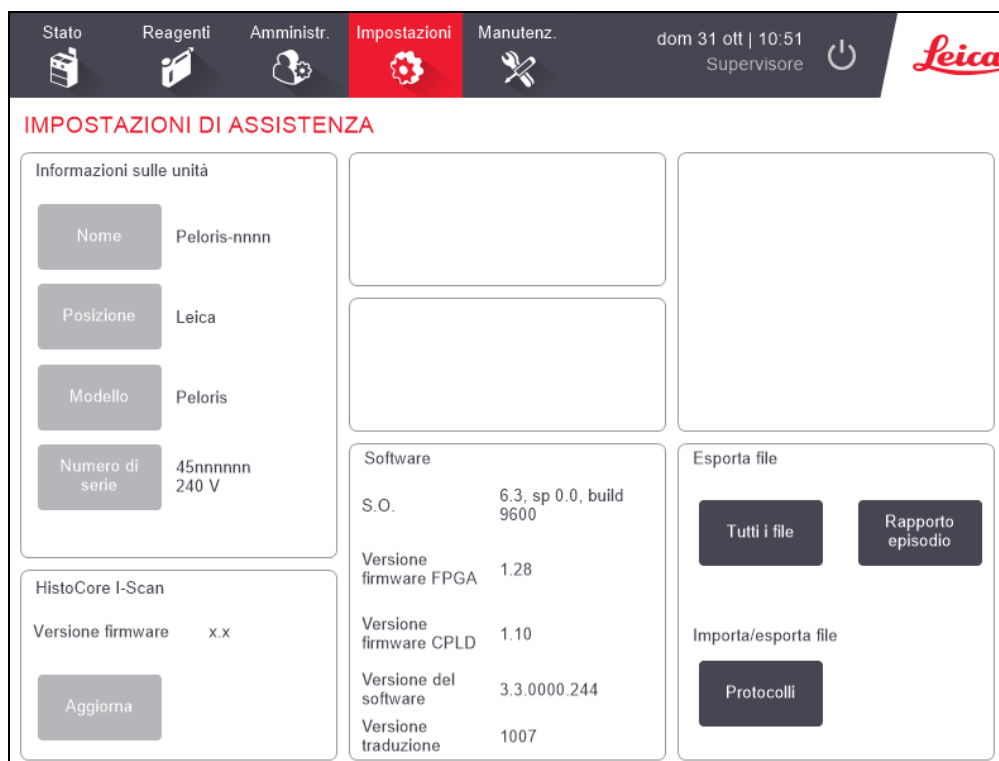 Stato
Reagenti
Amministr.
Impostazioni
Manutenz.
dom 31 ott | 10:51
Supervisore
Leica
IMPOSTAZIONI DI ASSISTENZA
Informazioni sulle unità
Nome
Peloris-nnnn
Posizione
Leica
Modello
Peloris
Numero di
serie
45nnnnnn
240 V
HistoCore I-Scan
Versione firmware x.x
Aggiorna
Software
S.O.
6.3, sp 0.0, build
9600
Versione
firmware FPGA
1.28
Versione
firmware CPLD
1.10
Versione del
software
3.3.0000.244
Versione
traduzione
1007
Esporta file
Tutti i file
Rapporto
episodio
Importa/esporta file
Protocolli